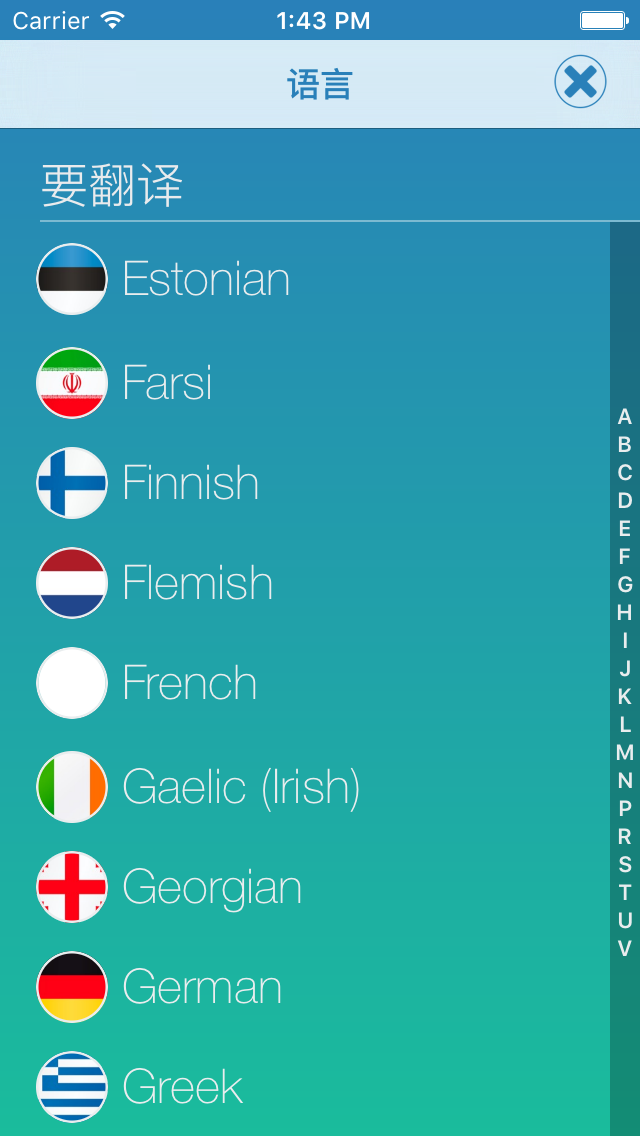 Carrier 1:43 PM
语言
要翻译
Estonian
Farsi
Finnish
Flemish
French
Gaelic (Irish)
Georgian
German
Greek
A
B
C
D
E
F
G
H
I
J
K
L
M
N
P
R
S
T
U
V